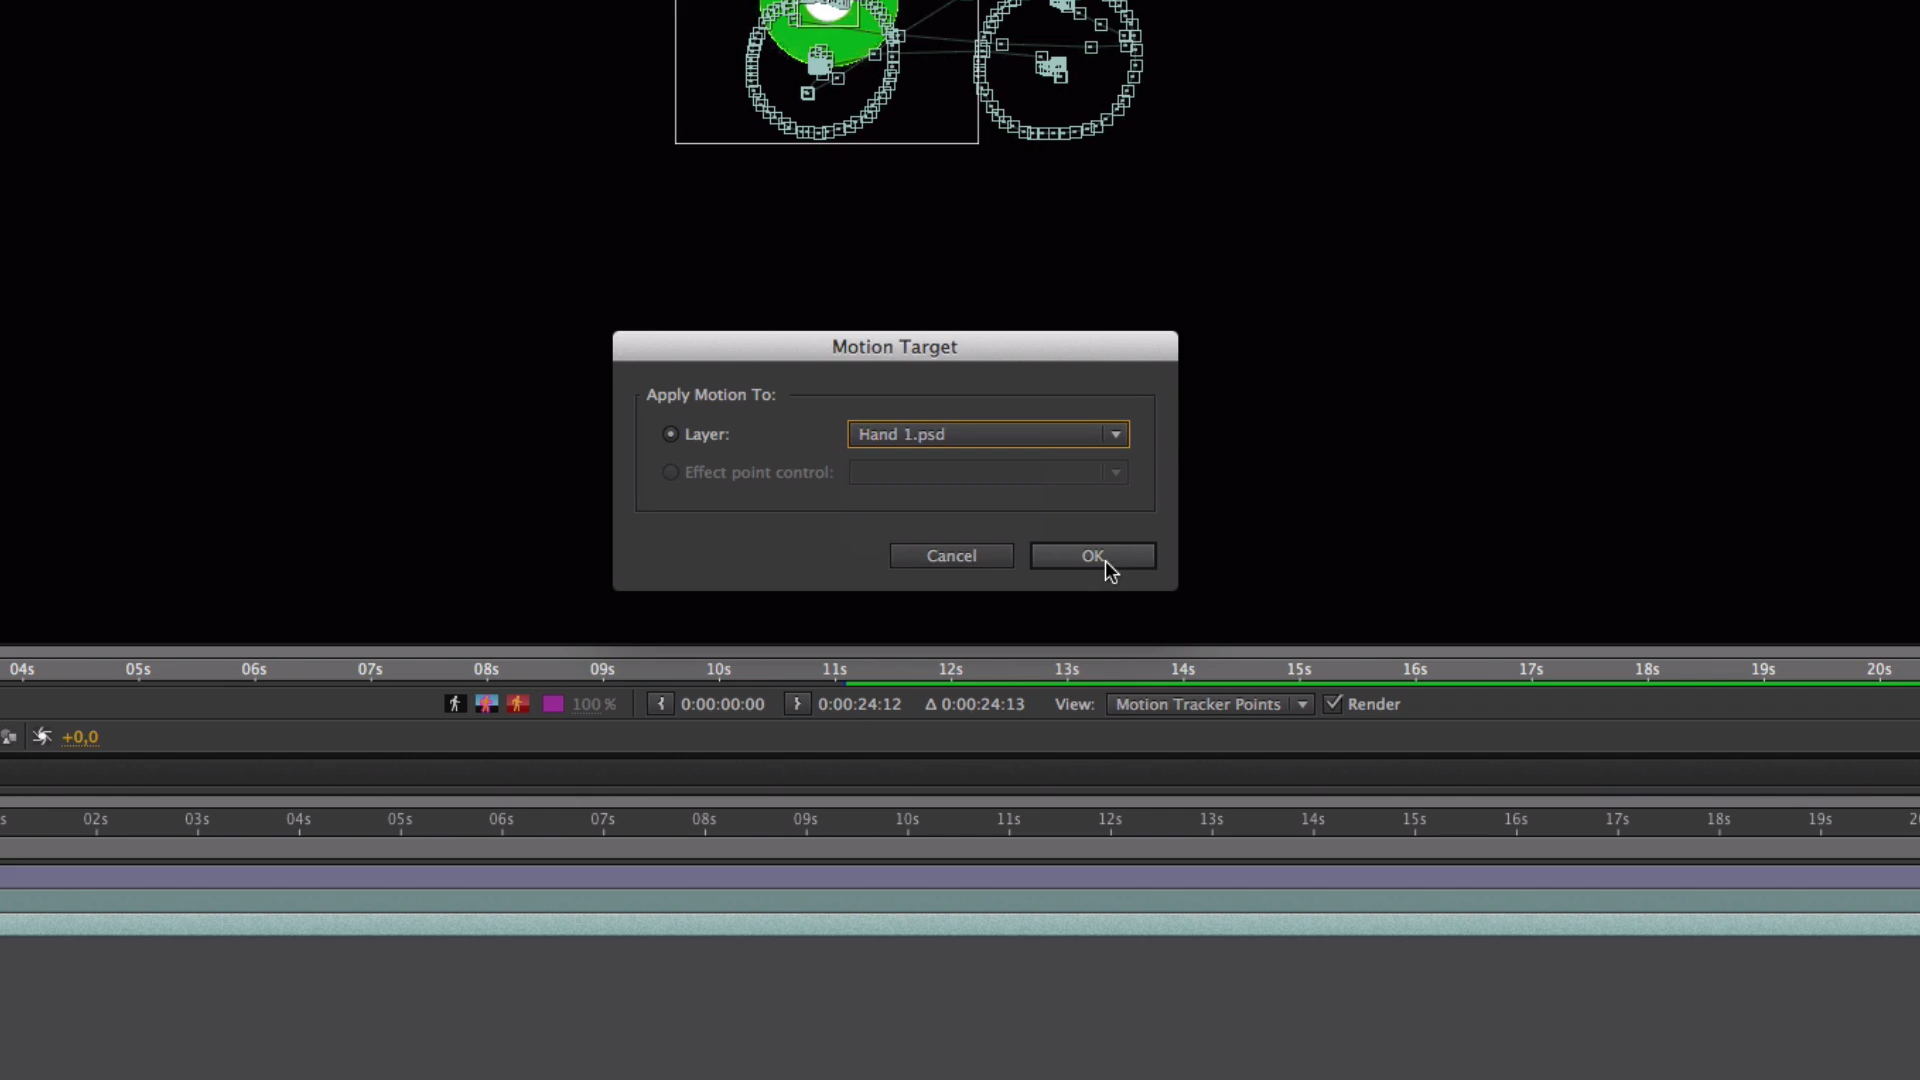 Motion Target
Apply Motion To:
Layer: Hand 1.psd
Effect point control:
Cancel OK
04s 05s 06s 07s 08s 09s 10s 11s 12s 13s 14s 15s 16s 17s 18s 19s 20s
100 % 0:00:00:00 0:00:24:12 Δ 0:00:24:13 View: Motion Tracker Points Render
+0,0
s 02s 03s 04s 05s 06s 07s 08s 09s 10s 11s 12s 13s 14s 15s 16s 17s 18s 19s 2